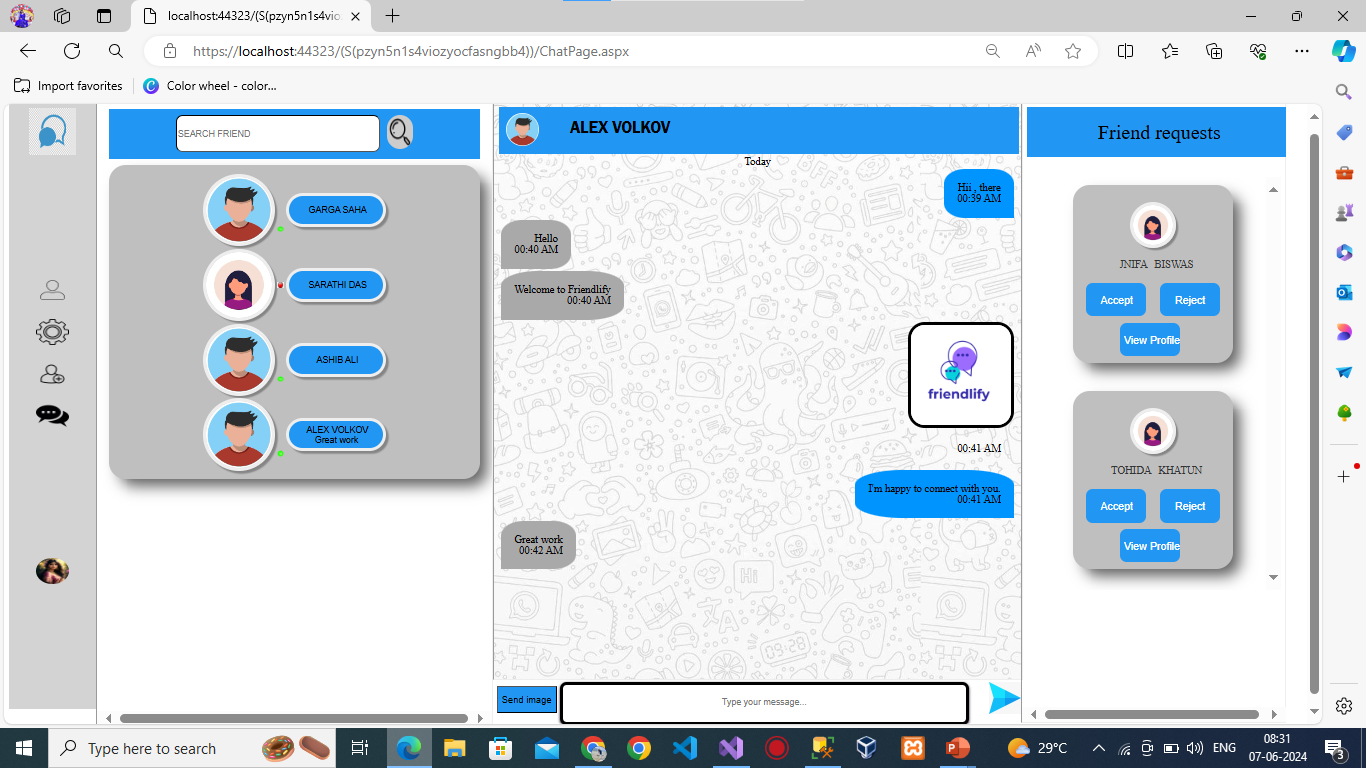 localhost:44323/(S(pzyn5n1s4vio
https://localhost:44323/(S(pzyn5n1s4viozyocfasngbb4))/ChatPage.aspx
Import favorites
Color wheel - color...
SEARCH FRIEND
GARGA SAHA
SARATHI DAS
ASHIB ALI
ALEX VOLKOV
Great work
ALEX VOLKOV
Today
Hii , there
00:39 AM
Hello
00:40 AM
Welcome to Friendlify
00:40 AM
friendlify
00:41 AM
I'm happy to connect with you.
00:41 AM
Great work
00:42 AM
Hi
09:28
Send image
Type your message...
Friend requests
JNIFA BISWAS
Accept
Reject
View Profile
TOHIDA KHATUN
Accept
Reject
View Profile
Type here to search
29°C
ENG
08:31
07-06-2024
3